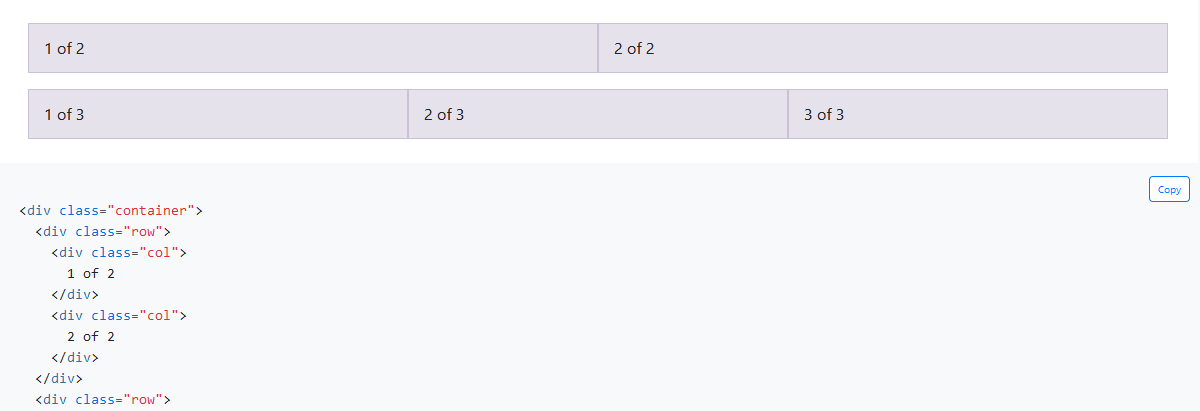 1 of 2
2 of 2
1 of 3
2 of 3
3 of 3
Copy
<div class="container">
  <div class="row">
    <div class="col">
      1 of 2
    </div>
    <div class="col">
      2 of 2
    </div>
  </div>
  <div class="row">